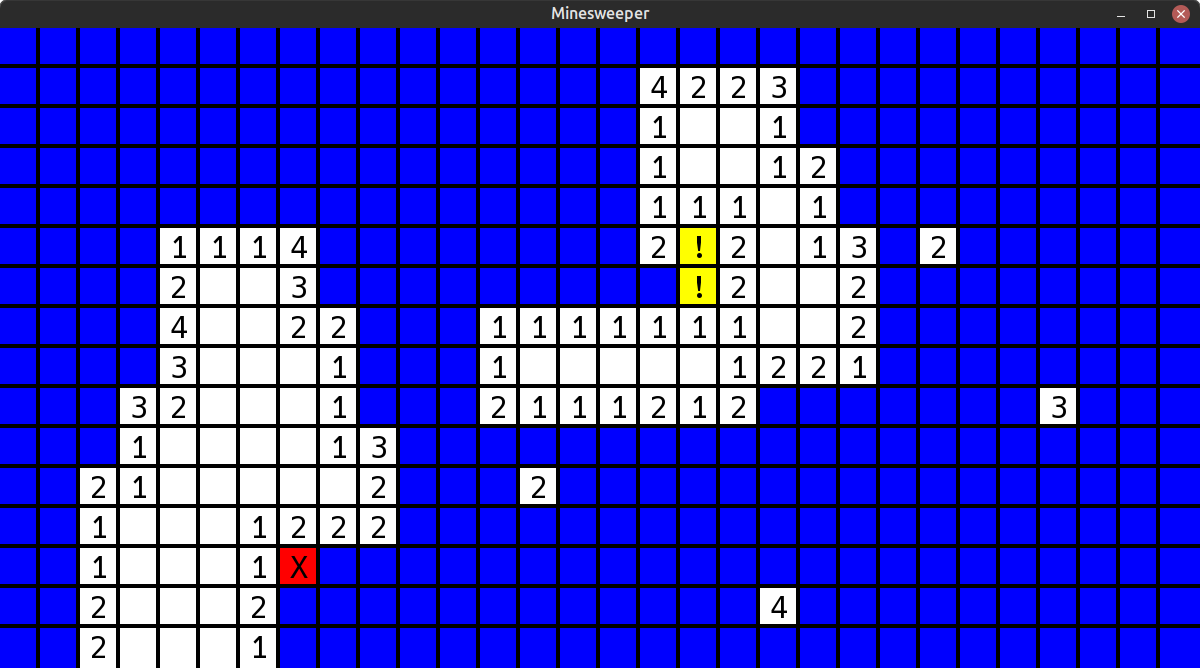 Minesweeper
4 2 2 3
1 1
1 1 2
1 1 1 1
1 1 1 4 2 ! 2 1 3 2
2 3 ! 2 2
4 2 2 1 1 1 1 1 1 1 2
3 1 1 1 2 2 1
3 2 1 2 1 1 1 2 1 2 3
1 1 3
2 1 2 2
1 1 2 2 2
1 1 X
2 2 4
2 1